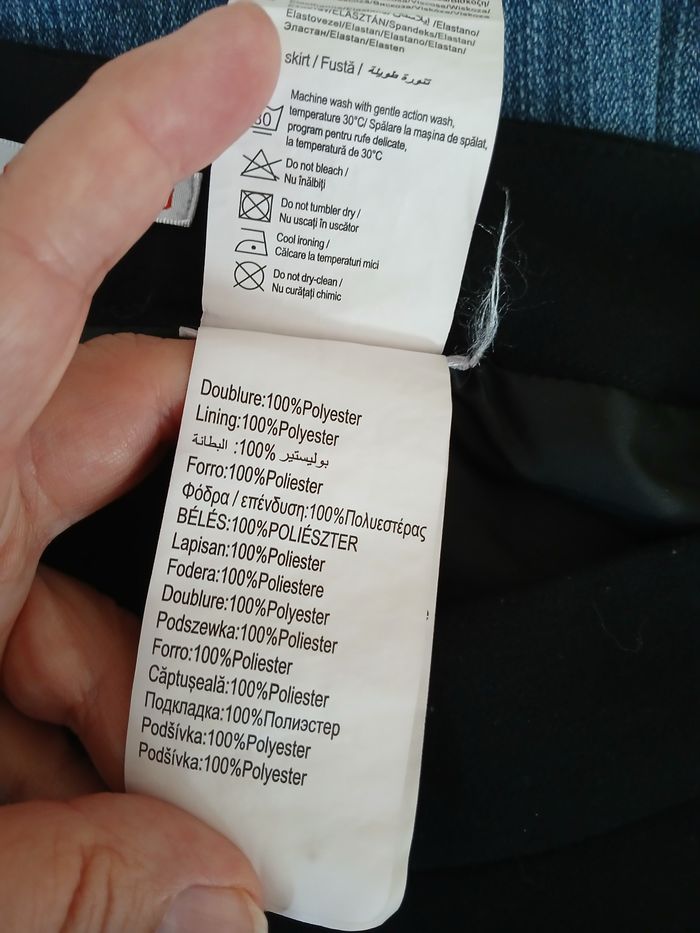 Elastovezel/Elastan/Elastano/Elastan/
Эластан/Elastan/Elasten
skirt / Fustă / تنورة طويلة
30
Machine wash with gentle action wash,
temperature 30°C/ Spălare la mașina de spălat,
program pentru rufe delicate,
la temperatură de 30°C
Do not bleach /
Nu înălbiți
Do not tumbler dry /
Nu uscați în uscător
Cool ironing /
Călcare la temperaturi mici
Do not dry-clean /
Nu curățați chimic
Doublure:100%Polyester
Lining:100%Polyester
بوليستير 100%: البطانة
Forro:100%Poliester
Φόδρα / επένδυση:100%Πολυεστέρας
BÉLÉS:100%POLIÉSZTER
Lapisan:100%Poliester
Fodera:100%Poliestere
Doublure:100%Polyester
Podszewka:100%Poliester
Forro:100%Poliester
Căptușeală:100%Poliester
Подкладка:100%Полиэстер
Podšívka:100%Polyester
Podšívka:100%Polyester